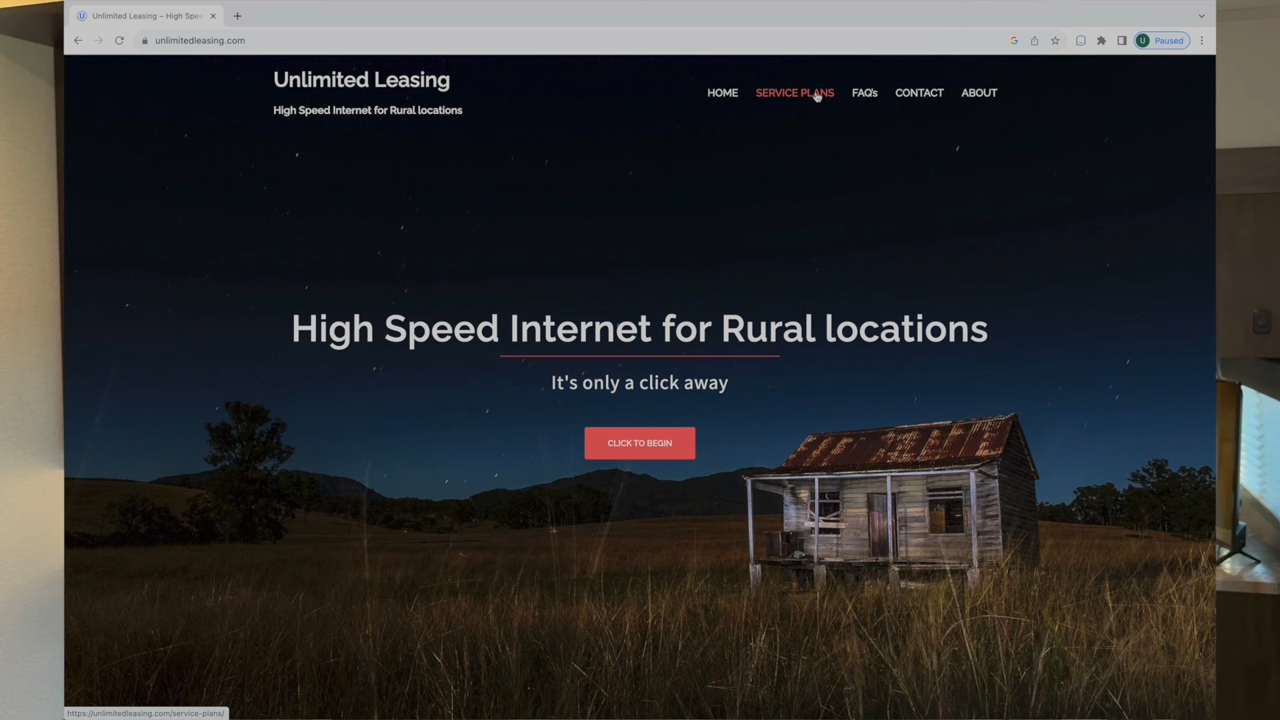 Unlimited Leasing – High Spee
unlimitedleasing.com
U
Paused
Unlimited Leasing
High Speed Internet for Rural locations
HOME
SERVICE PLANS
FAQ's
CONTACT
ABOUT
High Speed Internet for Rural locations
It's only a click away
CLICK TO BEGIN
https://unlimitedleasing.com/service-plans/